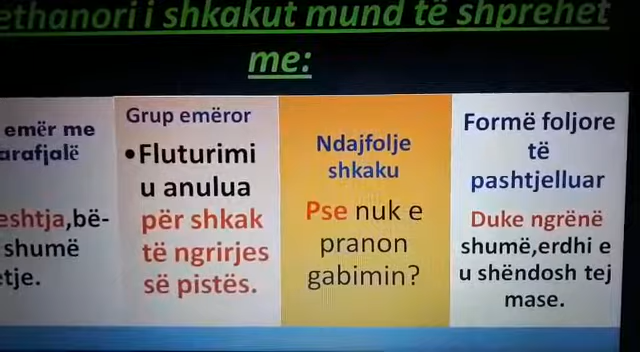 ethanori i shkakut mund të shprehet
me:
emër me
arafjalë
eshtja,bë-
shumë
etje.
Grup emëror
•Fluturimi
u anulua
për shkak
të ngrirjes
së pistës.
Ndajfolje
shkaku
Pse nuk e
pranon
gabimin?
Formë foljore
të
pashtjelluar
Duke ngrënë
shumë,erdhi e
u shëndosh tej
mase.